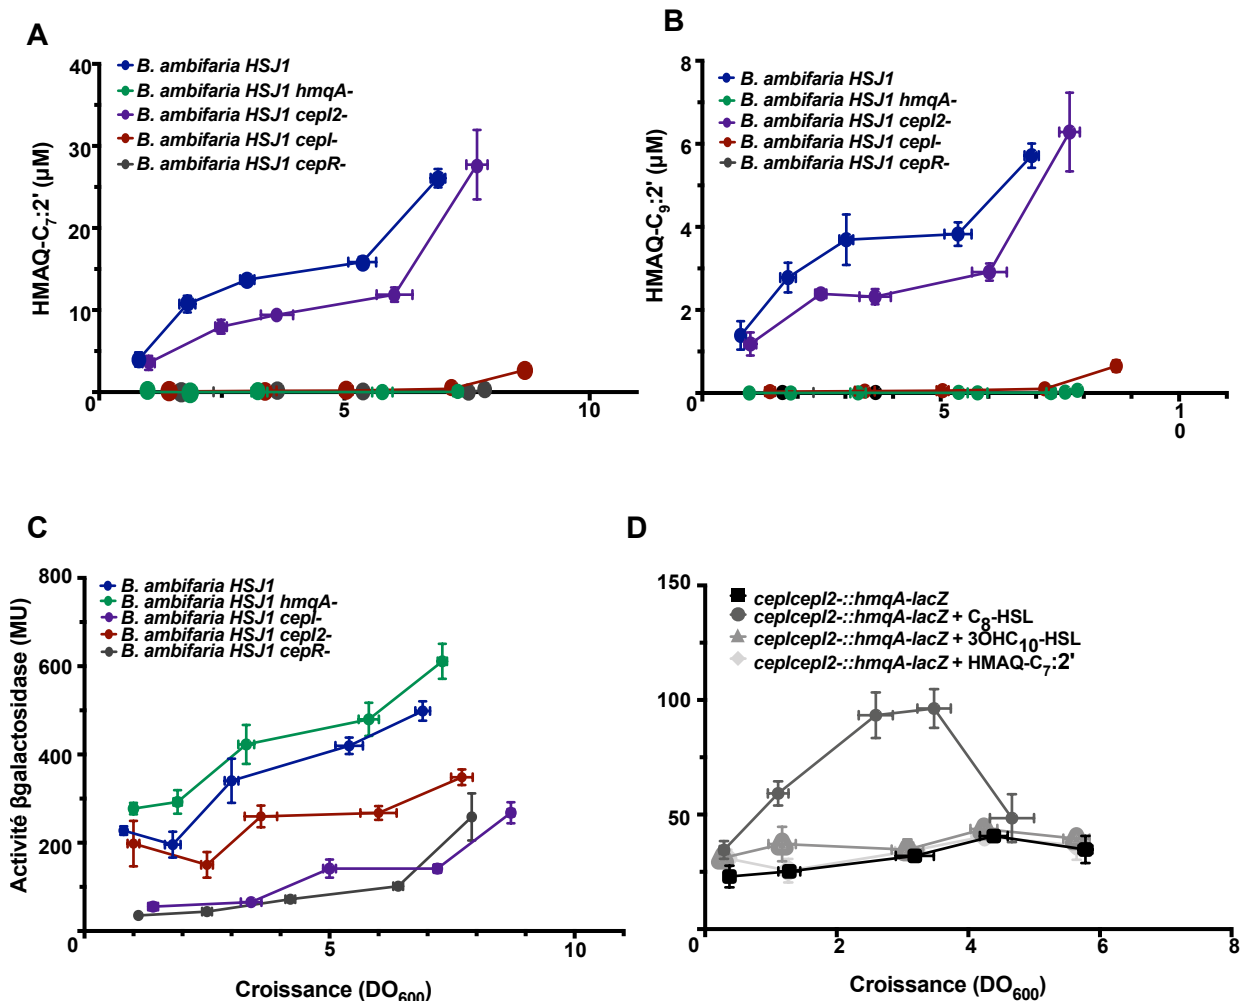 A
HMAQ-C7:2' (µM)
40
30
20
10
0
5
10
B. ambifaria HSJ1
B. ambifaria HSJ1 hmqA-
B. ambifaria HSJ1 cepI2-
B. ambifaria HSJ1 cepI-
B. ambifaria HSJ1 cepR-
B
HMAQ-C9:2' (µM)
8
6
4
2
0
0
5
1
0
B. ambifaria HSJ1
B. ambifaria HSJ1 hmqA-
B. ambifaria HSJ1 cepI2-
B. ambifaria HSJ1 cepI-
B. ambifaria HSJ1 cepR-
C
Activité βgalactosidase (MU)
800
600
400
200
0
0
5
10
B. ambifaria HSJ1
B. ambifaria HSJ1 hmqA-
B. ambifaria HSJ1 cepI-
B. ambifaria HSJ1 cepI2-
B. ambifaria HSJ1 cepR-
Croissance (DO600)
D
150
100
50
0
0
2
4
6
8
cepIcepI2-::hmqA-lacZ
cepIcepI2-::hmqA-lacZ + C8-HSL
cepIcepI2-::hmqA-lacZ + 3OHC10-HSL
cepIcepI2-::hmqA-lacZ + HMAQ-C7:2'
Croissance (DO600)